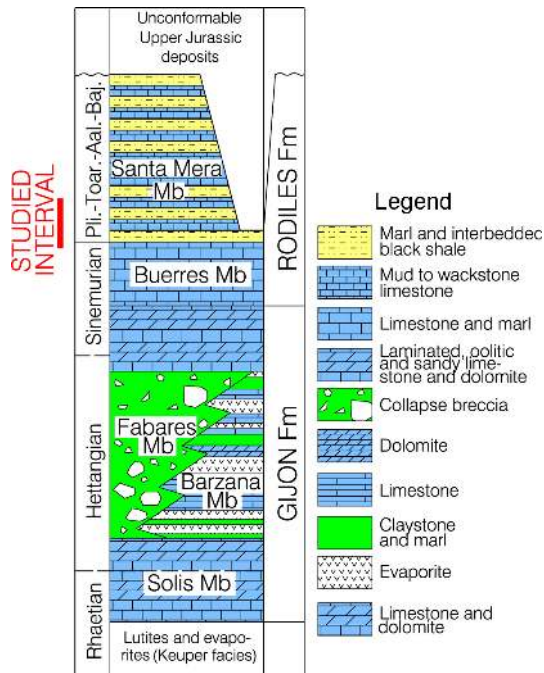 Unconformable
Upper Jurassic
deposits
Pli.-Toar.-Aal.-Baj.
Santa Mera
Mb
STUDIED
INTERVAL
RODILES Fm
Sinemurian
Buerres Mb
Hettangian
Fabares
Mb
Barzana
Mb
GIJON Fm
Rhaetian
Solis Mb
Lutites and evapo-
rites (Keuper facies)
Legend
Marl and interbedded
black shale
Mud to wackstone
limestone
Limestone and marl
Laminated, oolitic
and sandy lime-
stone and dolomite
Collapse breccia
Dolomite
Limestone
Claystone
and marl
Evaporite
Limestone and
dolomite